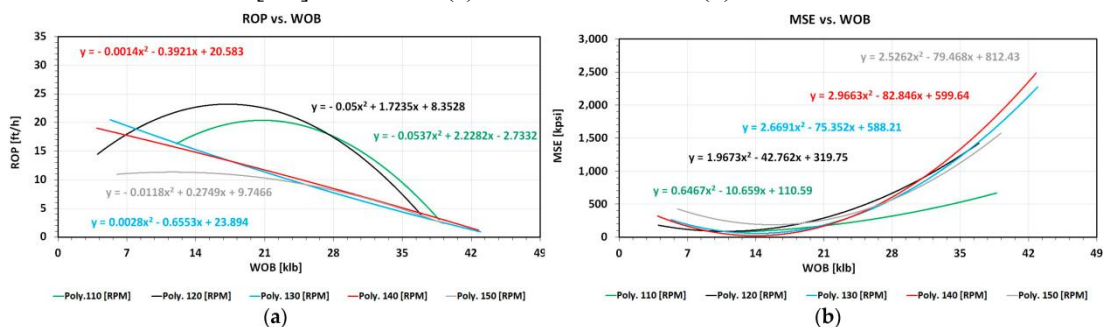 ROP vs. WOB
35
30
25
20
15
10
5
0
ROP [ft/h]
0 7 14 21 28 35 42 49
WOB [klb]
y = - 0.0014x² - 0.3921x + 20.583
y = - 0.05x² + 1.7235x + 8.3528
y = - 0.0537x² + 2.2282x - 2.7332
y = - 0.0118x² + 0.2749x + 9.7466
y = 0.0028x² - 0.6553x + 23.894
Poly.110 [RPM] Poly. 120 [RPM] Poly. 130 [RPM] Poly. 140 [RPM] Poly. 150 [RPM]
(a)
MSE vs. WOB
3,000
2,500
2,000
1,500
1,000
500
0
MSE [kpsi]
0 7 14 21 28 35 42 49
WOB [klb]
y = 2.5262x² - 79.468x + 812.43
y = 2.9663x² - 82.846x + 599.64
y = 2.6691x² - 75.352x + 588.21
y = 1.9673x² - 42.762x + 319.75
y = 0.6467x² - 10.659x + 110.59
Poly. 110 [RPM] Poly. 120 [RPM] Poly. 130 [RPM] Poly. 140 [RPM] Poly. 150 [RPM]
(b)